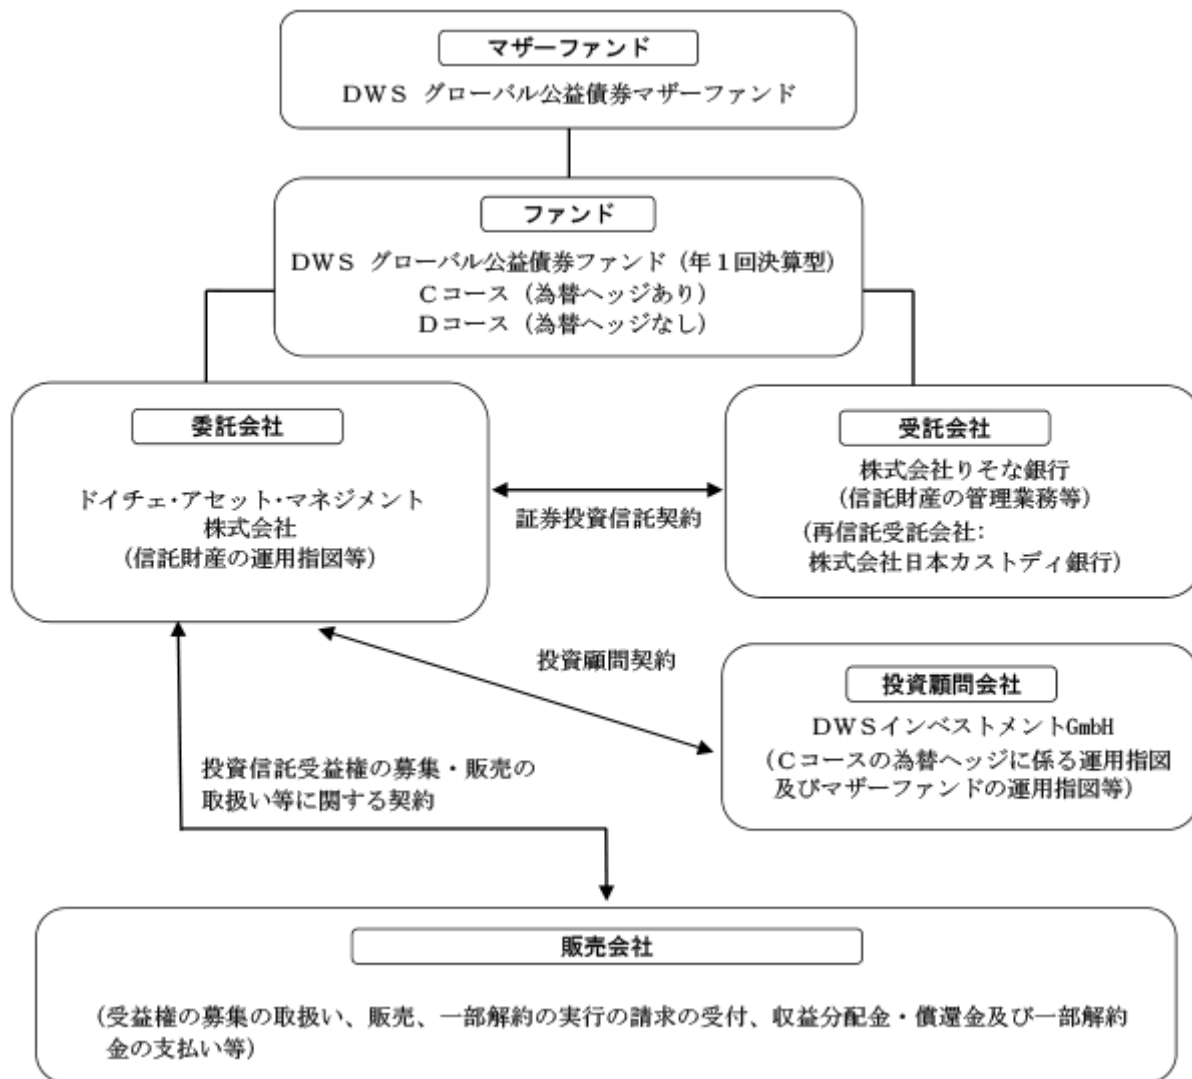 マザーファンド
DWS グローバル公益債券マザーファンド
ファンド
DWS グローバル公益債券ファンド（年１回決算型）
Cコース（為替ヘッジあり）
Dコース（為替ヘッジなし）
委託会社
ドイチェ・アセット・マネジメント
株式会社
（信託財産の運用指図等）
証券投資信託契約
受託会社
株式会社りそな銀行
（信託財産の管理業務等）
（再信託受託会社：
株式会社日本カストディ銀行）
投資顧問契約
投資顧問会社
DWSインベストメントGmbH
（Cコースの為替ヘッジに係る運用指図
及びマザーファンドの運用指図等）
投資信託受益権の募集・販売の
取扱い等に関する契約
販売会社
（受益権の募集の取扱い、販売、一部解約の実行の請求の受付、収益分配金・償還金及び一部解約
金の支払い等）